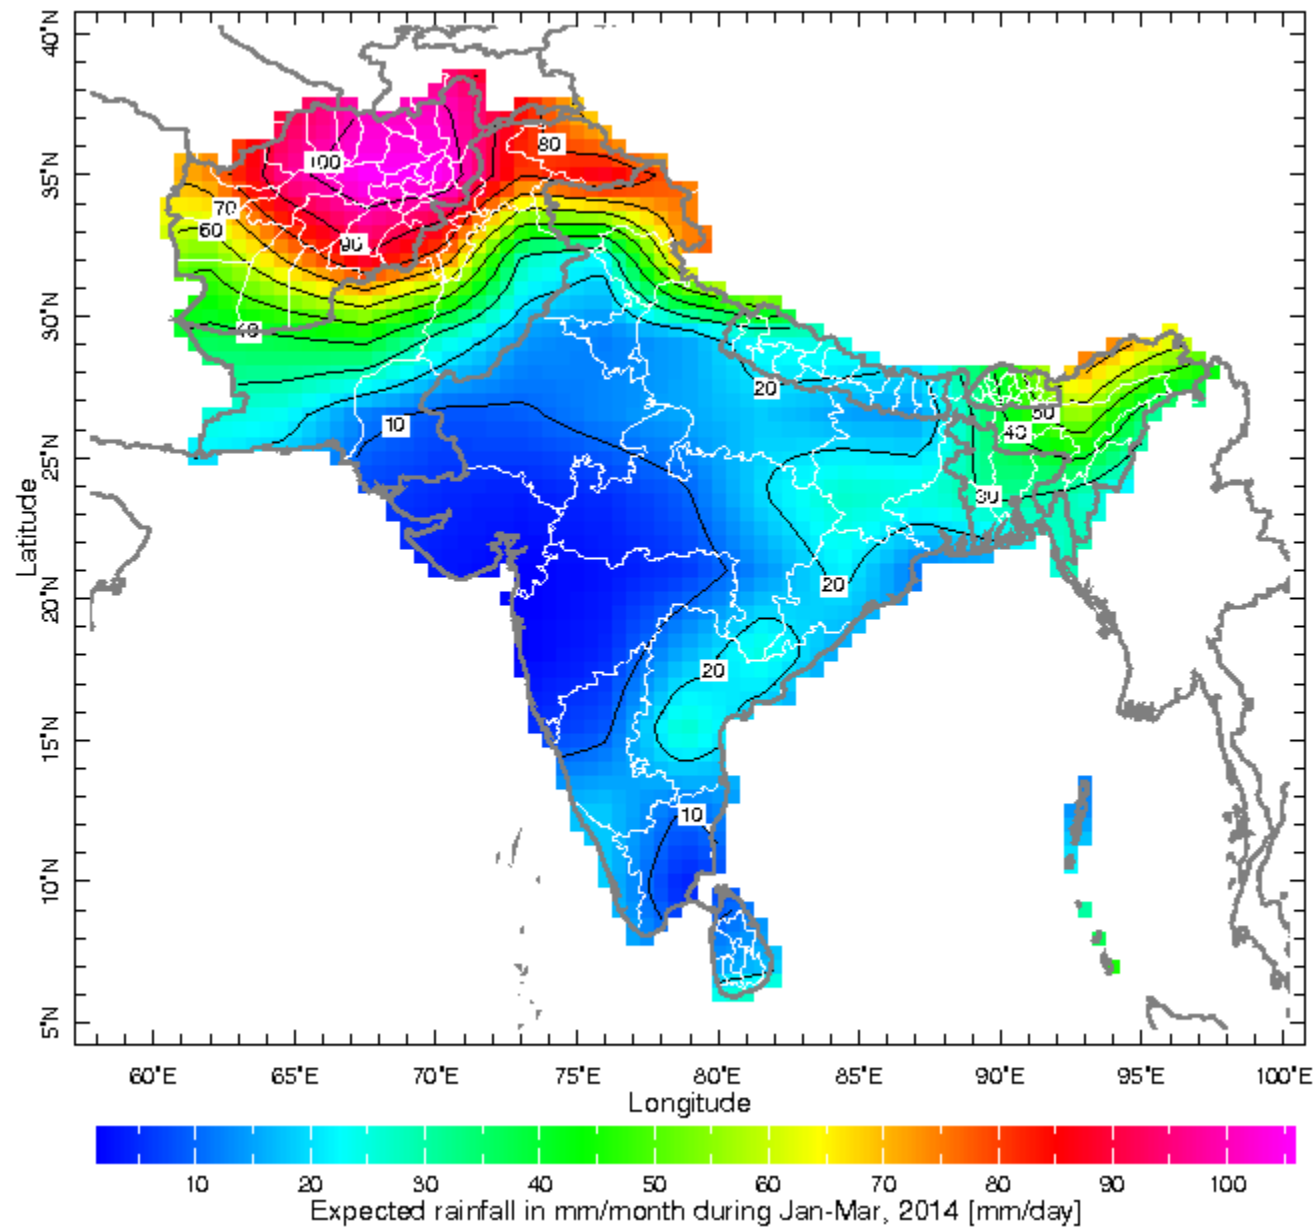 40°N
35°N
30°N
25°N
20°N
15°N
10°N
5°N
Latitude
100
80
70
60
90
40
20
10
50
40
30
20
20
10
60°E 65°E 70°E 75°E 80°E 85°E 90°E 95°E 100°E
Longitude
10 20 30 40 50 60 70 80 90 100
Expected rainfall in mm/month during Jan-Mar, 2014 [mm/day]